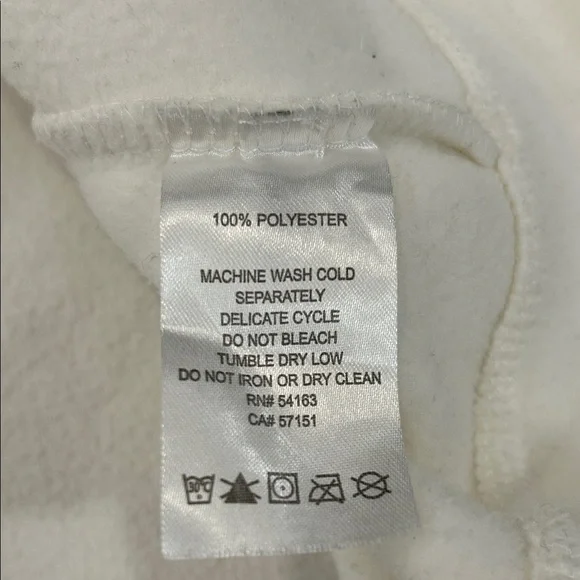 100% POLYESTER
MACHINE WASH COLD
SEPARATELY
DELICATE CYCLE
DO NOT BLEACH
TUMBLE DRY LOW
DO NOT IRON OR DRY CLEAN
RN# 54163
CA# 57151
30°C